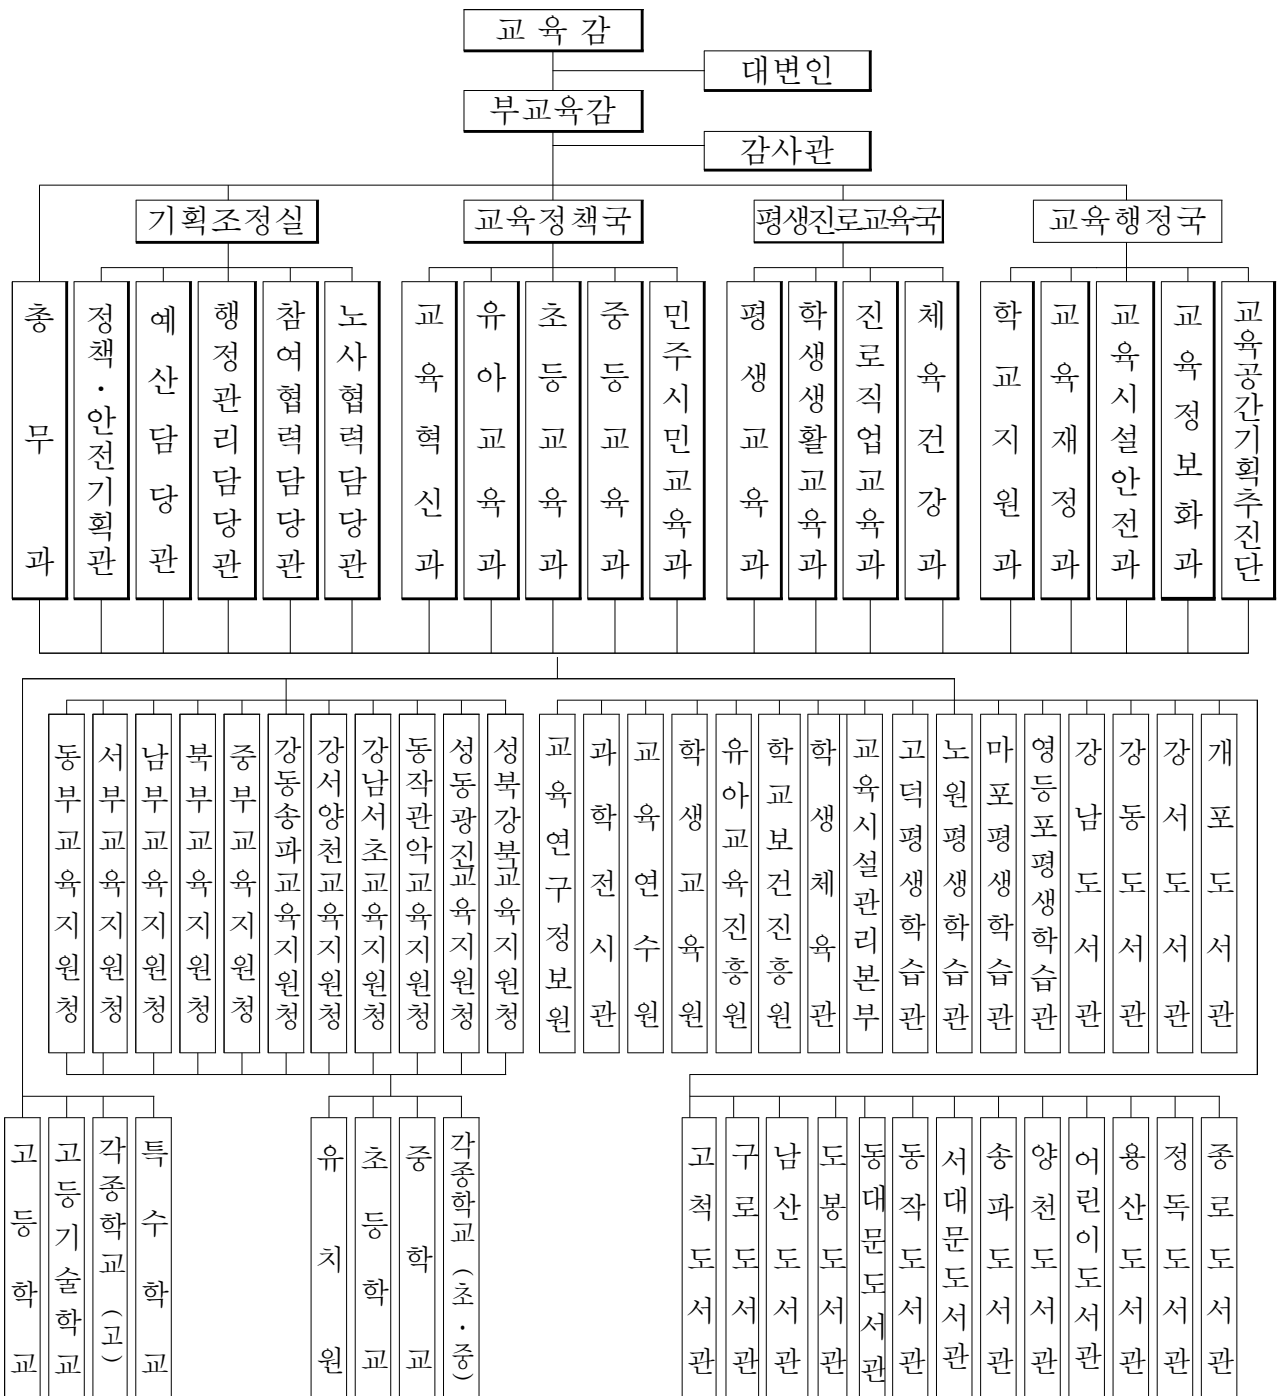 교 육 감
대변인
부교육감
감사관
기획조정실
교육정책국
평생진로교육국
교육행정국
총무과
정책·안전기획관
예산담당관
행정관리담당관
참여협력담당관
노사협력담당관
교육혁신과
유아교육과
초등교육과
중등교육과
민주시민교육과
평생교육과
학생생활교육과
진로직업교육과
체육건강과
학교지원과
교육재정과
교육시설안전과
교육정보화과
교육공간기획추진단
동부교육지원청
서부교육지원청
남부교육지원청
북부교육지원청
중부교육지원청
강동송파교육지원청
강서양천교육지원청
강남서초교육지원청
동작관악교육지원청
성동광진교육지원청
성북강북교육지원청
교육연구정보원
과학전시관
교육연수원
학생교육원
유아교육진흥원
학교보건진흥원
학생체육관
교육시설관리본부
고덕평생학습관
노원평생학습관
마포평생학습관
영등포평생학습관
강남도서관
강동도서관
강서도서관
개포도서관
고등학교
고등기술학교
각종학교(고)
특수학교
유치원
초등학교
중학교
각종학교(초·중)
고척도서관
구로도서관
남산도서관
도봉도서관
동대문도서관
동작도서관
서대문도서관
송파도서관
양천도서관
어린이도서관
용산도서관
정독도서관
종로도서관